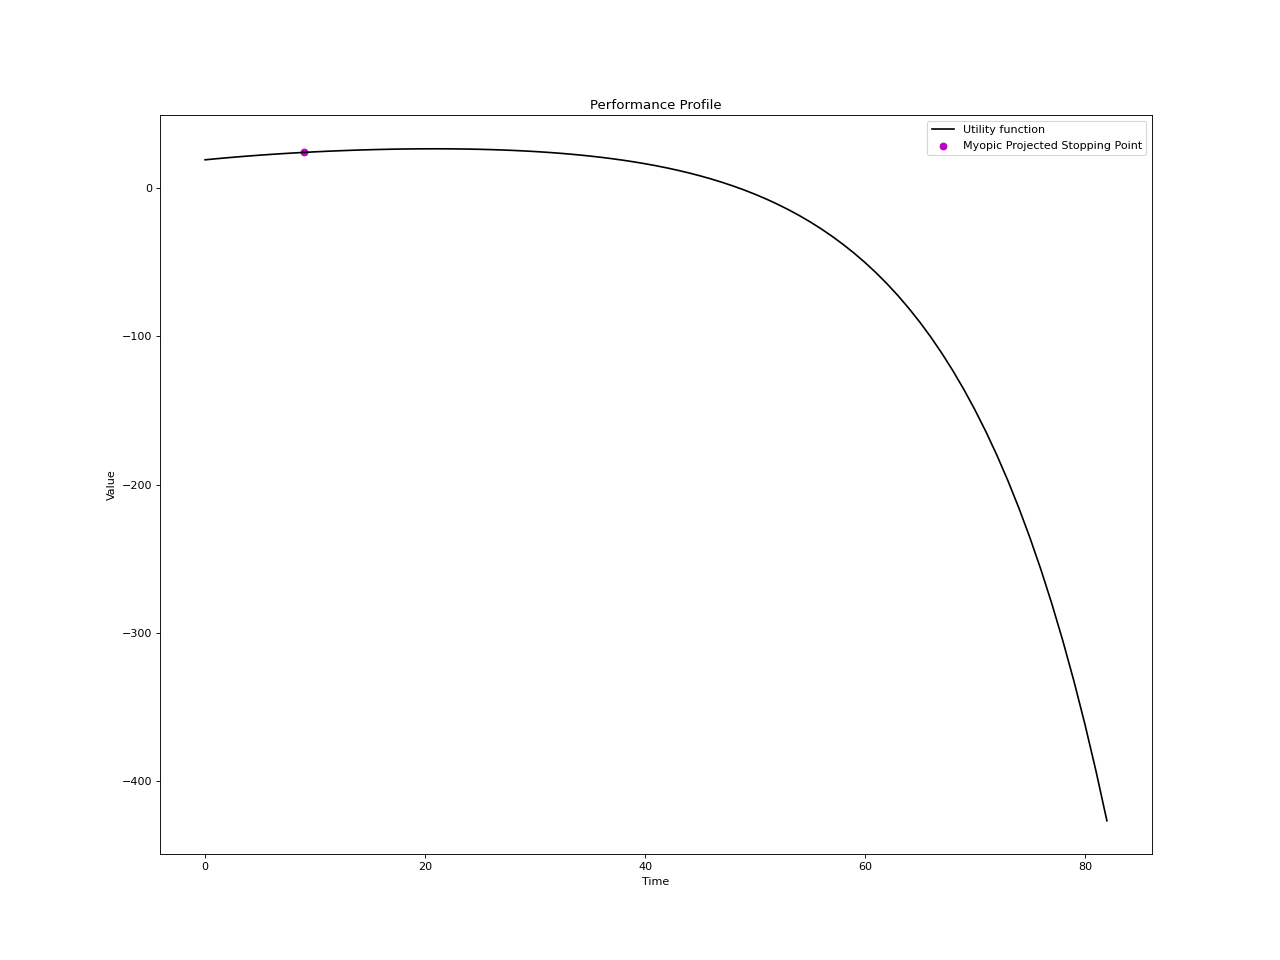 Performance Profile
Utility function
Myopic Projected Stopping Point
Value
0
−100
−200
−300
−400
0 20 40 60 80
Time